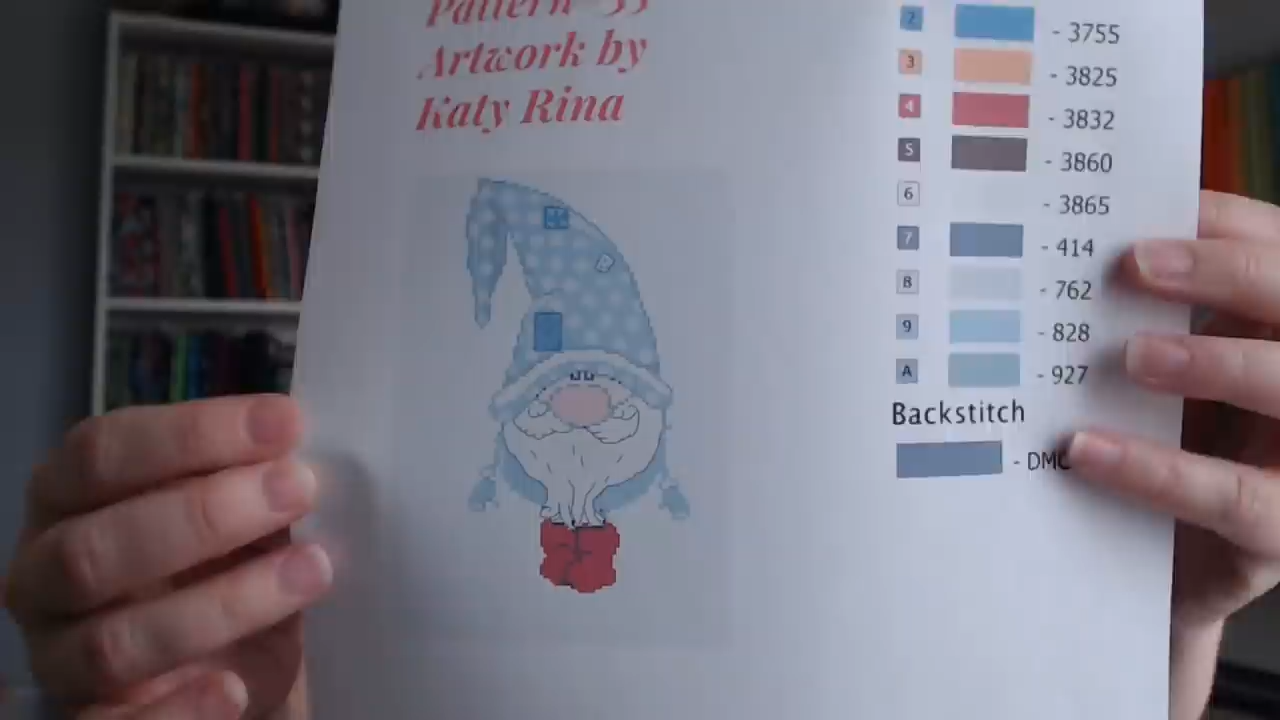 Pattern
Artwork by
Katy Rina
2 - 3755
3 - 3825
4 - 3832
5 - 3860
6 - 3865
7 - 414
8 - 762
9 - 828
A - 927
Backstitch
- DMC